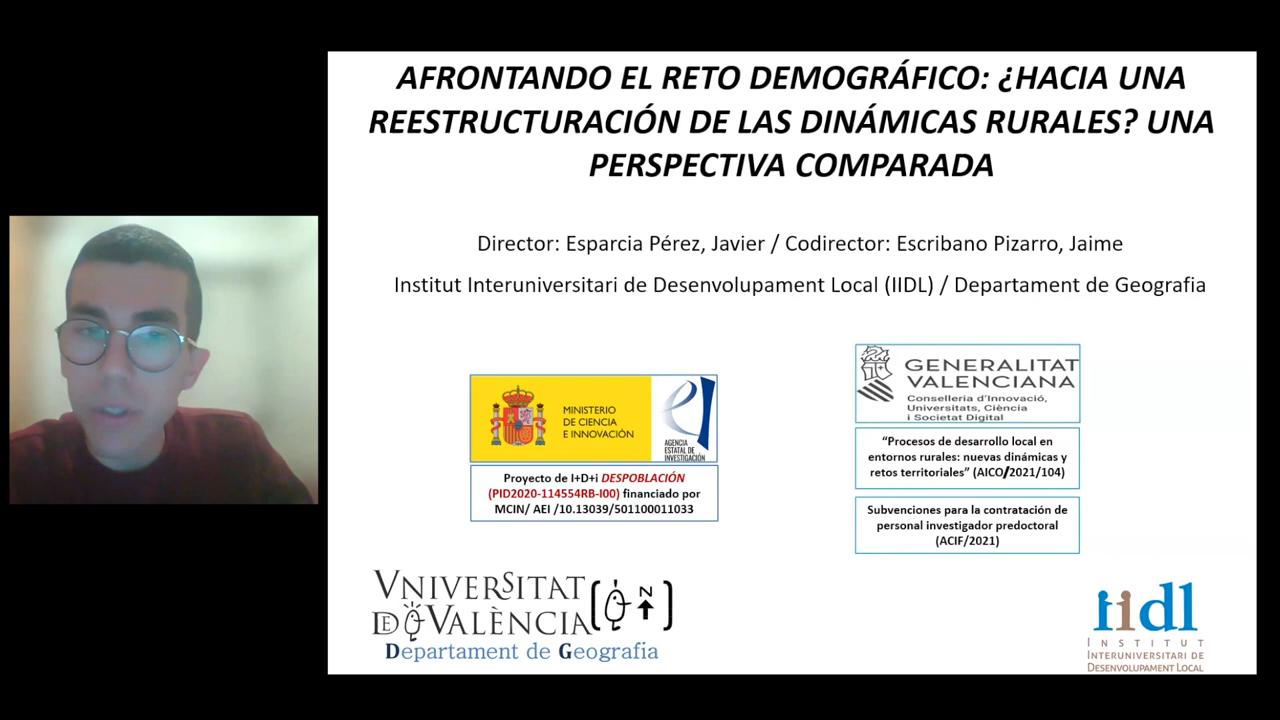 AFRONTANDO EL RETO DEMOGRÁFICO: ¿HACIA UNA
REESTRUCTURACIÓN DE LAS DINÁMICAS RURALES? UNA
PERSPECTIVA COMPARADA
Director: Esparcia Pérez, Javier / Codirector: Escribano Pizarro, Jaime
Institut Interuniversitari de Desenvolupament Local (IIDL) / Departament de Geografia
MINISTERIO
DE CIENCIA
E INNOVACIÓN
AGENCIA
ESTATAL DE
INVESTIGACIÓN
Proyecto de I+D+i DESPOBLACIÓN
(PID2020-114554RB-I00) financiado por
MCIN/ AEI /10.13039/501100011033
GENERALITAT
VALENCIANA
Conselleria d'Innovació,
Universitats, Ciència
i Societat Digital
“Procesos de desarrollo local en
entornos rurales: nuevas dinámicas y
retos territoriales” (AICO/2021/104)
Subvenciones para la contratación de
personal investigador predoctoral
(ACIF/2021)
VNIVERSITAT
DE VALÈNCIA
N
Departament de Geografia
iidl
INSTITUT
INTERUNIVERSITARI DE
DESENVOLUPAMENT LOCAL